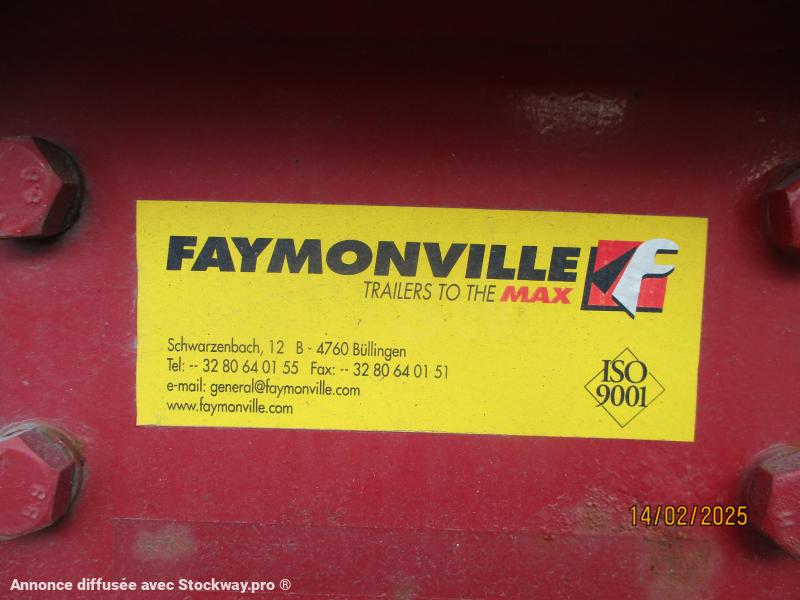 FAYMONVILLE
TRAILERS TO THE MAX
Schwarzenbach, 12 B - 4760 Büllingen
Tel: -- 32 80 64 01 55 Fax: -- 32 80 64 01 51
e-mail: general@faymonville.com
www.faymonville.com
ISO
9001
14/02/2025
Annonce diffusée avec Stockway.pro ®